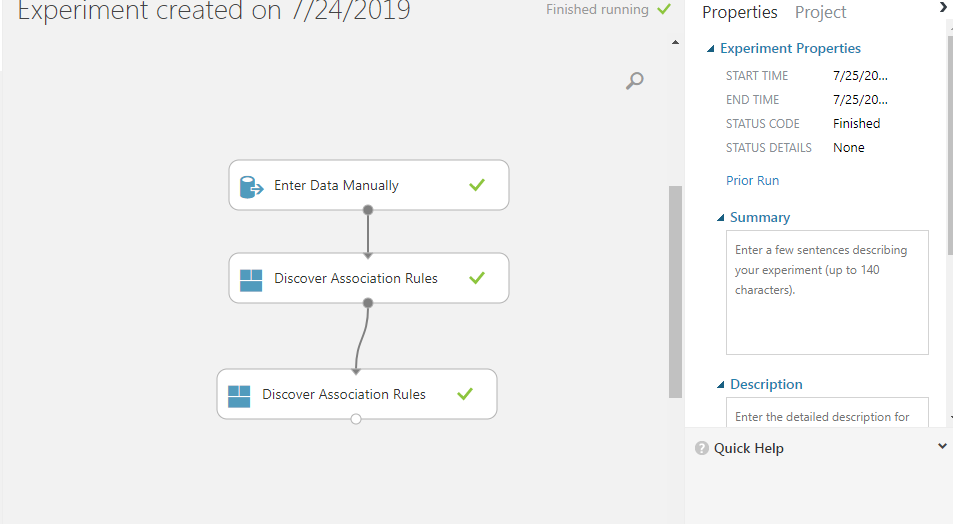 Experiment created on 7/24/2019
Finished running
Enter Data Manually
Discover Association Rules
Discover Association Rules
Properties Project
Experiment Properties
START TIME 7/25/20...
END TIME 7/25/20...
STATUS CODE Finished
STATUS DETAILS None
Prior Run
Summary
Enter a few sentences describing
your experiment (up to 140
characters).
Description
Enter the detailed description for
? Quick Help